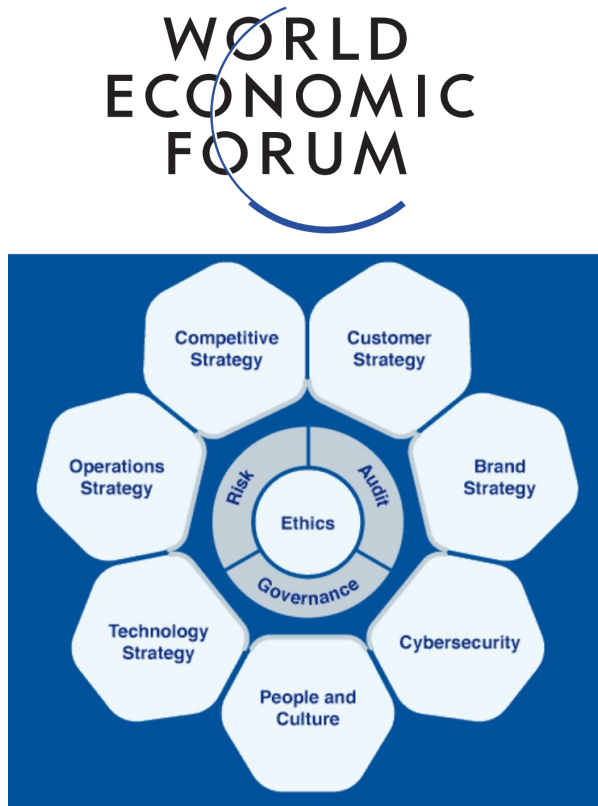 WORLD
ECONOMIC
FORUM
Competitive
Strategy
Customer
Strategy
Operations
Strategy
Risk
Audit
Brand
Strategy
Ethics
Governance
Technology
Strategy
Cybersecurity
People and
Culture